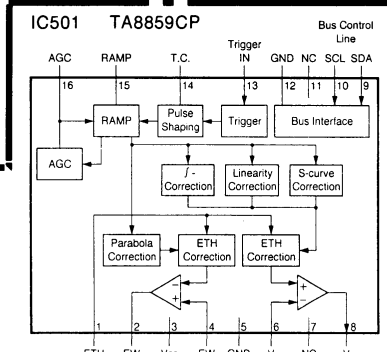 IC501 TA8859CP
Bus Control
Line
Trigger
IN
AGC RAMP T.C. GND NC SCL SDA
16 15 14 13 12 11 10 9
RAMP
Pulse
Shaping
Trigger
Bus Interface
AGC
∫ -
Correction
Linearity
Correction
S-curve
Correction
Parabola
Correction
ETH
Correction
ETH
Correction
- +
+ -
1 2 3 4 5 6 7 8